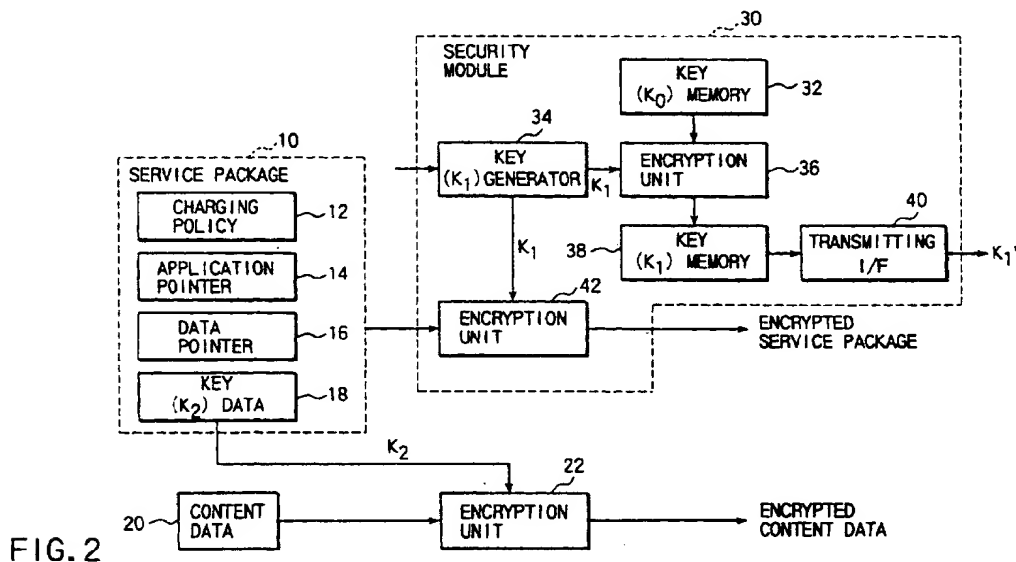 30
SECURITY
MODULE
KEY
(K0) MEMORY
32
34
KEY
(K1) GENERATOR
K1
ENCRYPTION
UNIT
36
10
SERVICE PACKAGE
CHARGING
POLICY
12
APPLICATION
POINTER
14
DATA
POINTER
16
KEY
(K2) DATA
18
K1
38
KEY
(K1) MEMORY
40
TRANSMITTING
I/F
K1'
42
ENCRYPTION
UNIT
ENCRYPTED
SERVICE PACKAGE
K2
22
20
CONTENT
DATA
ENCRYPTION
UNIT
ENCRYPTED
CONTENT DATA
FIG.2